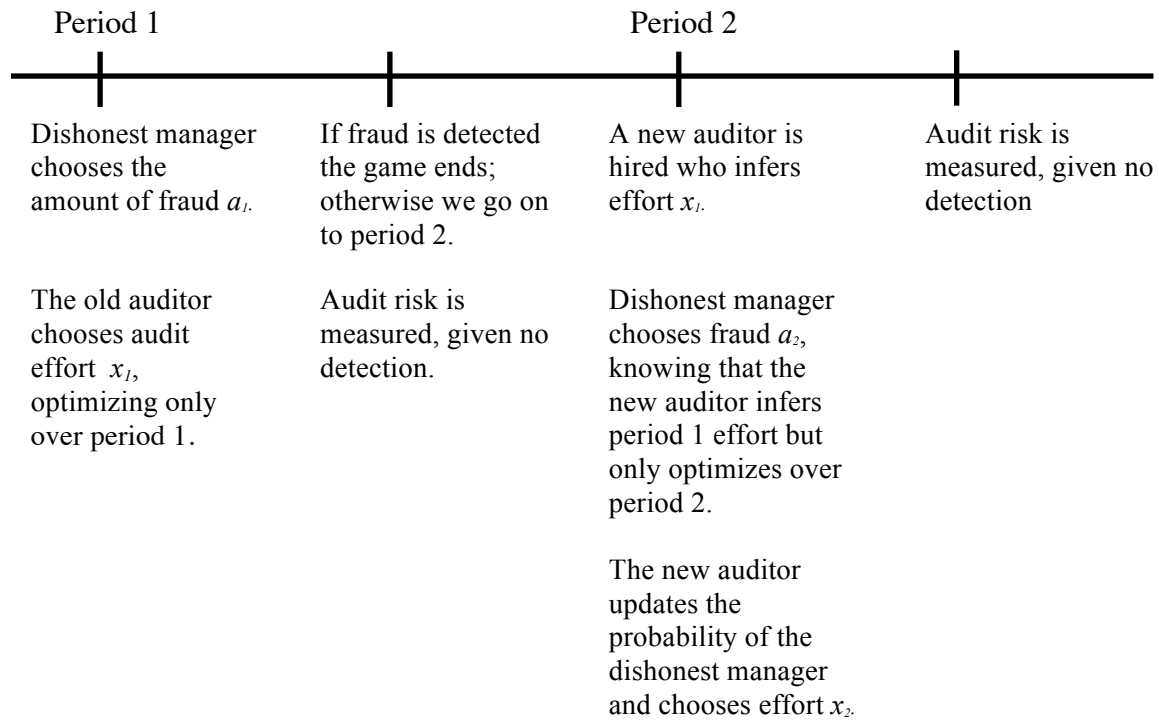 Period 1
Period 2
Dishonest manager
chooses the
amount of fraud a₁.
The old auditor
chooses audit
effort x₁,
optimizing only
over period 1.
If fraud is detected
the game ends;
otherwise we go on
to period 2.
Audit risk is
measured, given no
detection.
A new auditor is
hired who infers
effort x₁.
Dishonest manager
chooses fraud a₂,
knowing that the
new auditor infers
period 1 effort but
only optimizes over
period 2.
The new auditor
updates the
probability of the
dishonest manager
and chooses effort x₂.
Audit risk is
measured, given no
detection